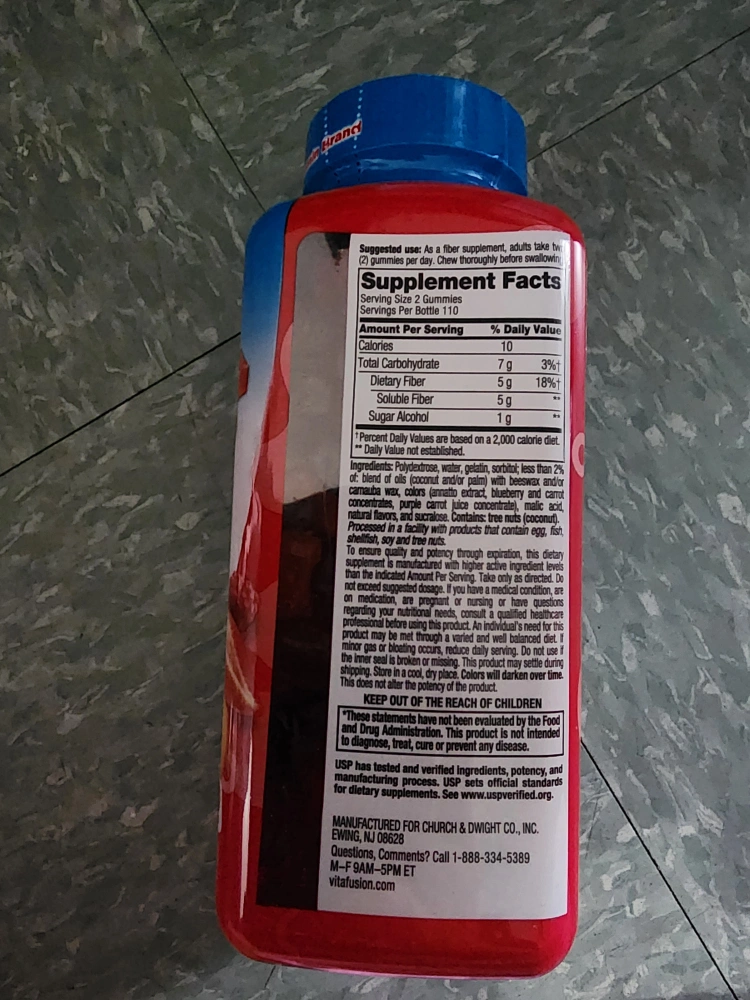 Brand
Suggested use: As a fiber supplement, adults take
(2) gummies per day. Chew thoroughly before swallowing
Supplement Facts
Serving Size 2 Gummies
Servings Per Bottle 110
Amount Per Serving % Daily Value
Calories 10
Total Carbohydrate 7 g 3%†
Dietary Fiber 5 g 18%†
Soluble Fiber 5 g **
Sugar Alcohol 1 g **
†Percent Daily Values are based on a 2,000 calorie diet.
** Daily Value not established.
Ingredients: Polydextrose, water, gelatin, sorbitol; less than 2%
of: blend of oils (coconut and/or palm) with beeswax and/or
carnauba wax, colors (annatto extract, blueberry and carrot
concentrates, purple carrot juice concentrate), malic acid,
natural flavors, and sucralose. Contains: tree nuts (coconut).
Processed in a facility with products that contain egg, fish,
shellfish, soy and tree nuts.
To ensure quality and potency through expiration, this dietary
supplement is manufactured with higher active ingredient levels
than the indicated Amount Per Serving. Take only as directed. Do
not exceed suggested dosage. If you have a medical condition, are
on medication, are pregnant or nursing or have questions
regarding your nutritional needs, consult a qualified healthcare
professional before using this product. An individual's need for this
product may be met through a varied and well balanced diet. If
minor gas or bloating occurs, reduce daily serving. Do not use if
the inner seal is broken or missing. This product may settle during
shipping. Store in a cool, dry place. Colors will darken over time.
This does not alter the potency of the product.
KEEP OUT OF THE REACH OF CHILDREN
*These statements have not been evaluated by the Food
and Drug Administration. This product is not intended
to diagnose, treat, cure or prevent any disease.
USP has tested and verified ingredients, potency, and
manufacturing process. USP sets official standards
for dietary supplements. See www.uspverified.org.
MANUFACTURED FOR CHURCH & DWIGHT CO., INC.
EWING, NJ 08628
Questions, Comments? Call 1-888-334-5389
M–F 9AM–5PM ET
vitafusion.com